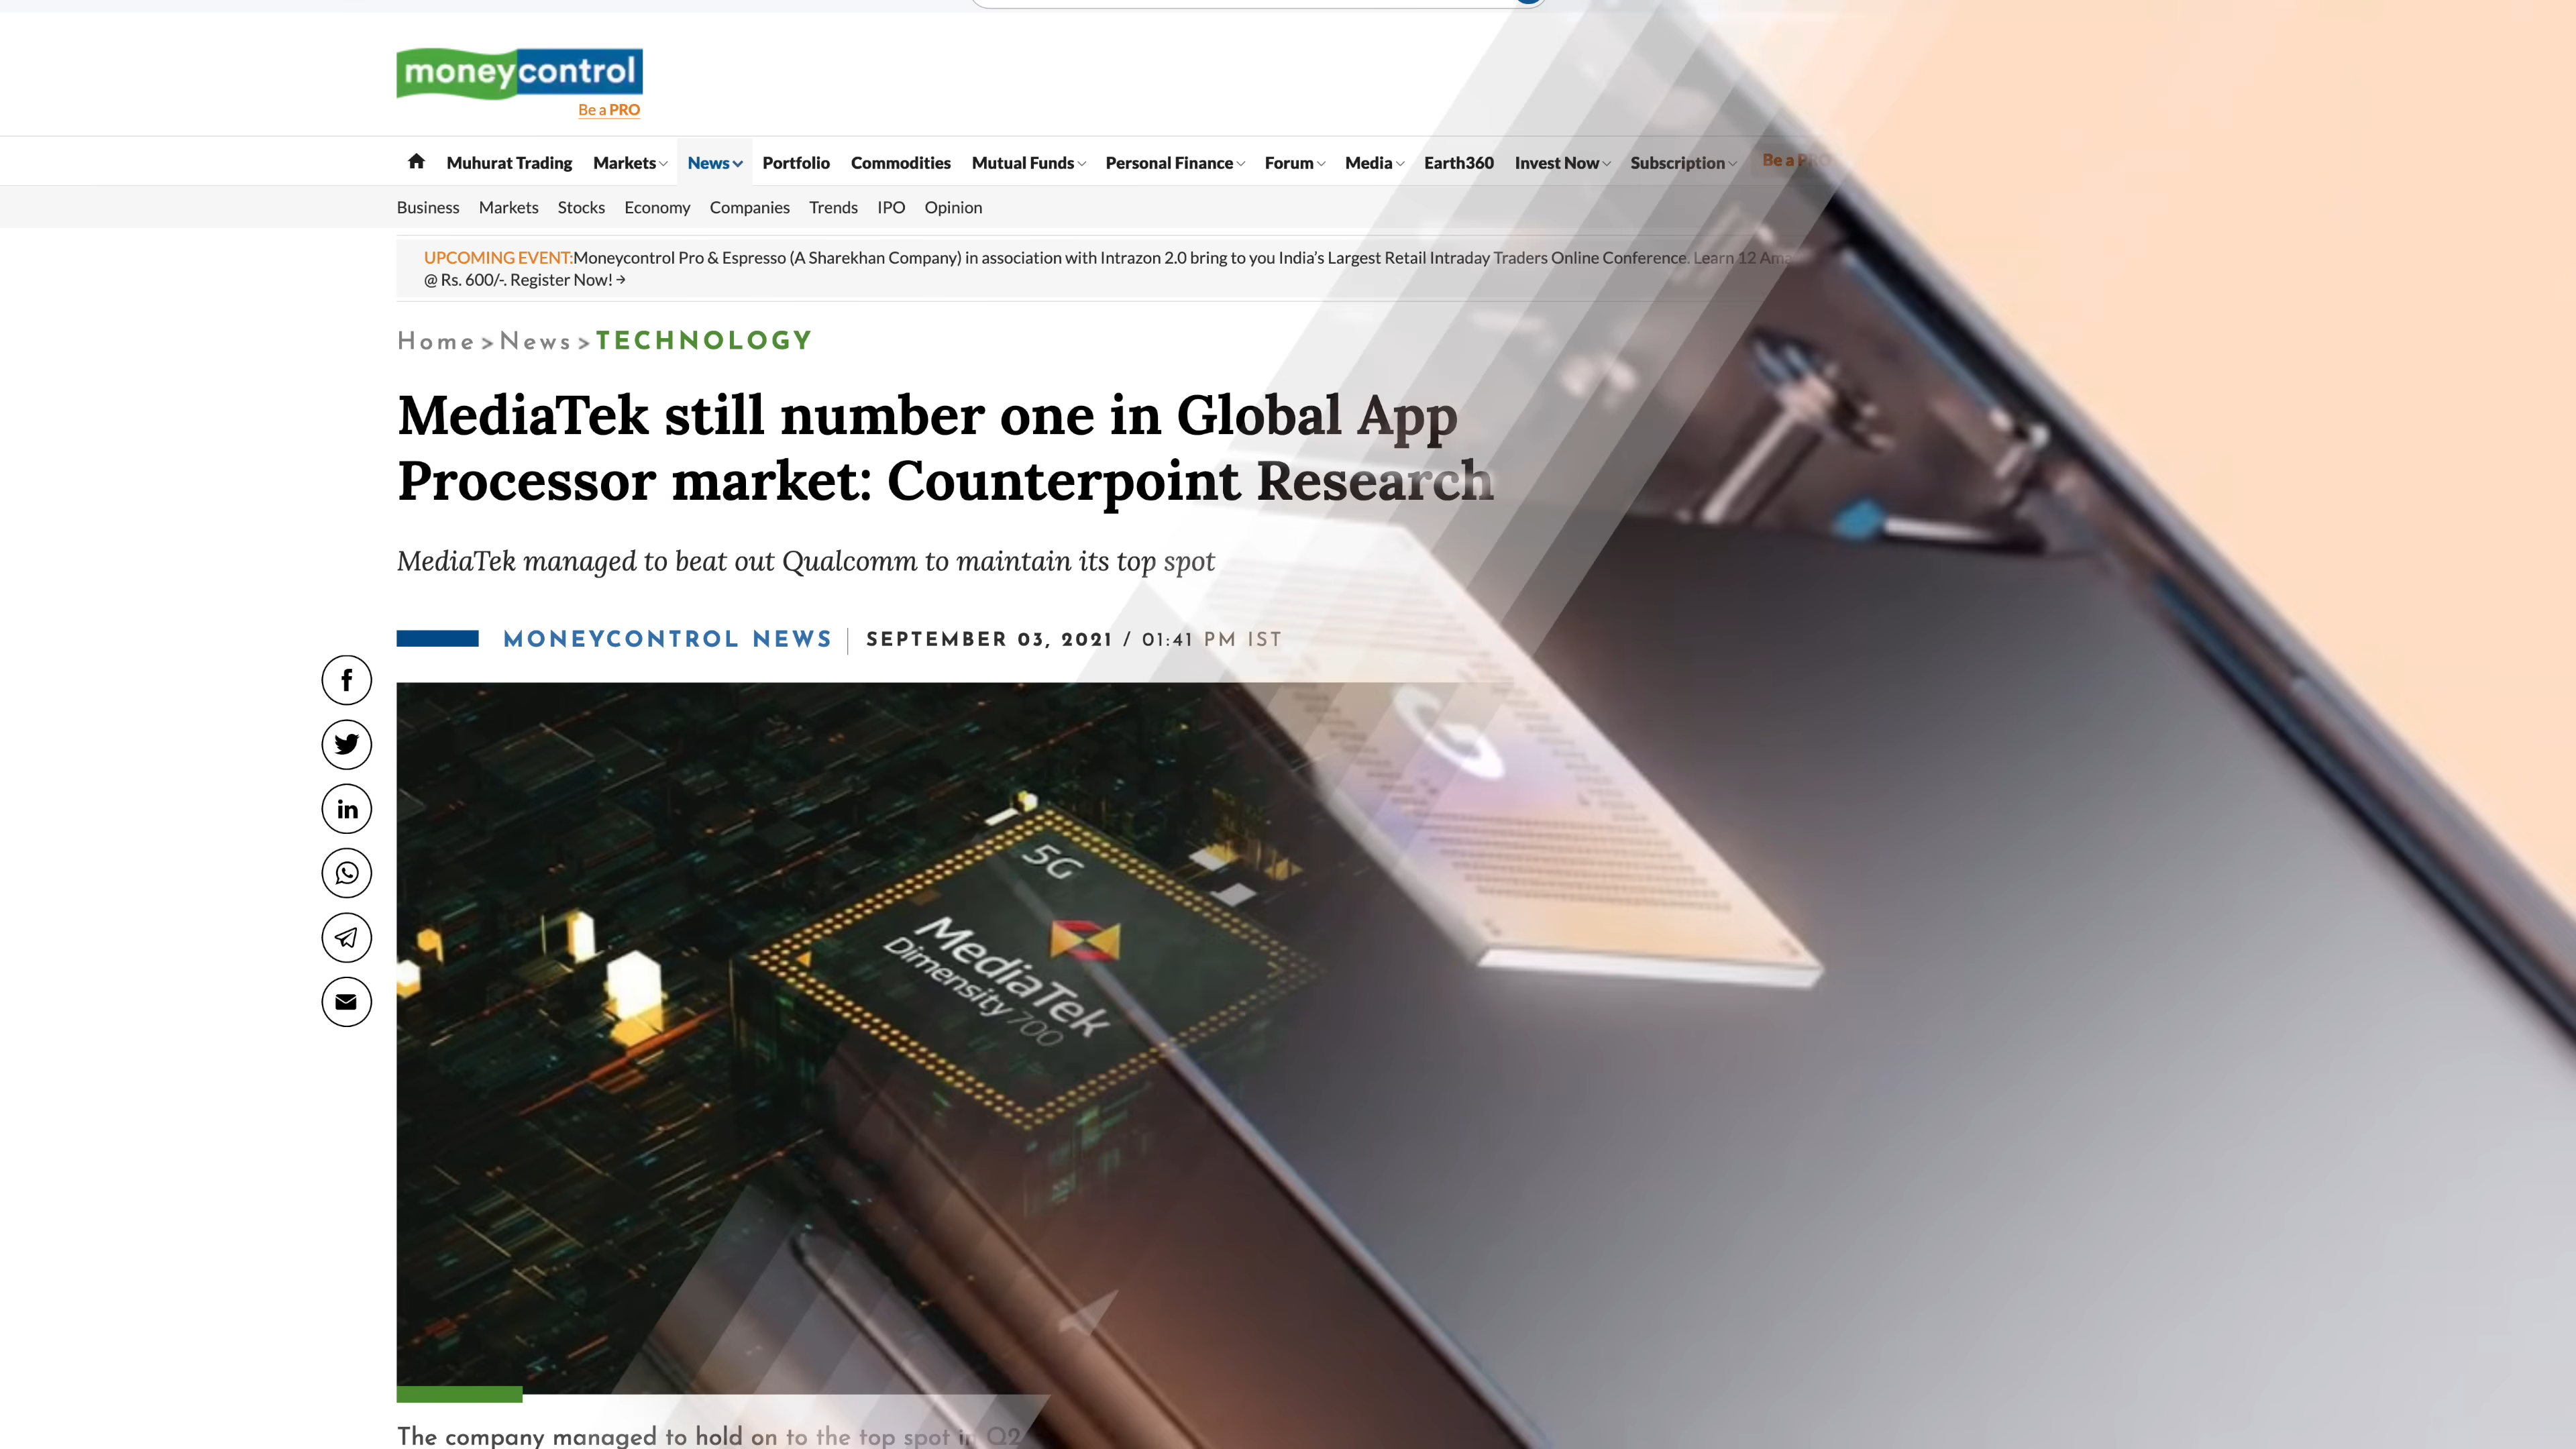 moneycontrol
Be a PRO
Muhurat Trading Markets News Portfolio Commodities Mutual Funds Personal Finance Forum Media Earth360 Invest Now Subscription Be a PRO
Business Markets Stocks Economy Companies Trends IPO Opinion
UPCOMING EVENT:Moneycontrol Pro & Espresso (A Sharekhan Company) in association with Intrazon 2.0 bring to you India's Largest Retail Intraday Traders Online Conference. Learn 12
@ Rs. 600/-. Register Now! →
Home > News > TECHNOLOGY
MediaTek still number one in Global App
Processor market: Counterpoint Research
MediaTek managed to beat out Qualcomm to maintain its top spot
MONEYCONTROL NEWS | SEPTEMBER 03, 2021 / 01:41 PM IST
5G
MediaTek
Dimensity 700
The company managed to hold on to the top spot in Q2